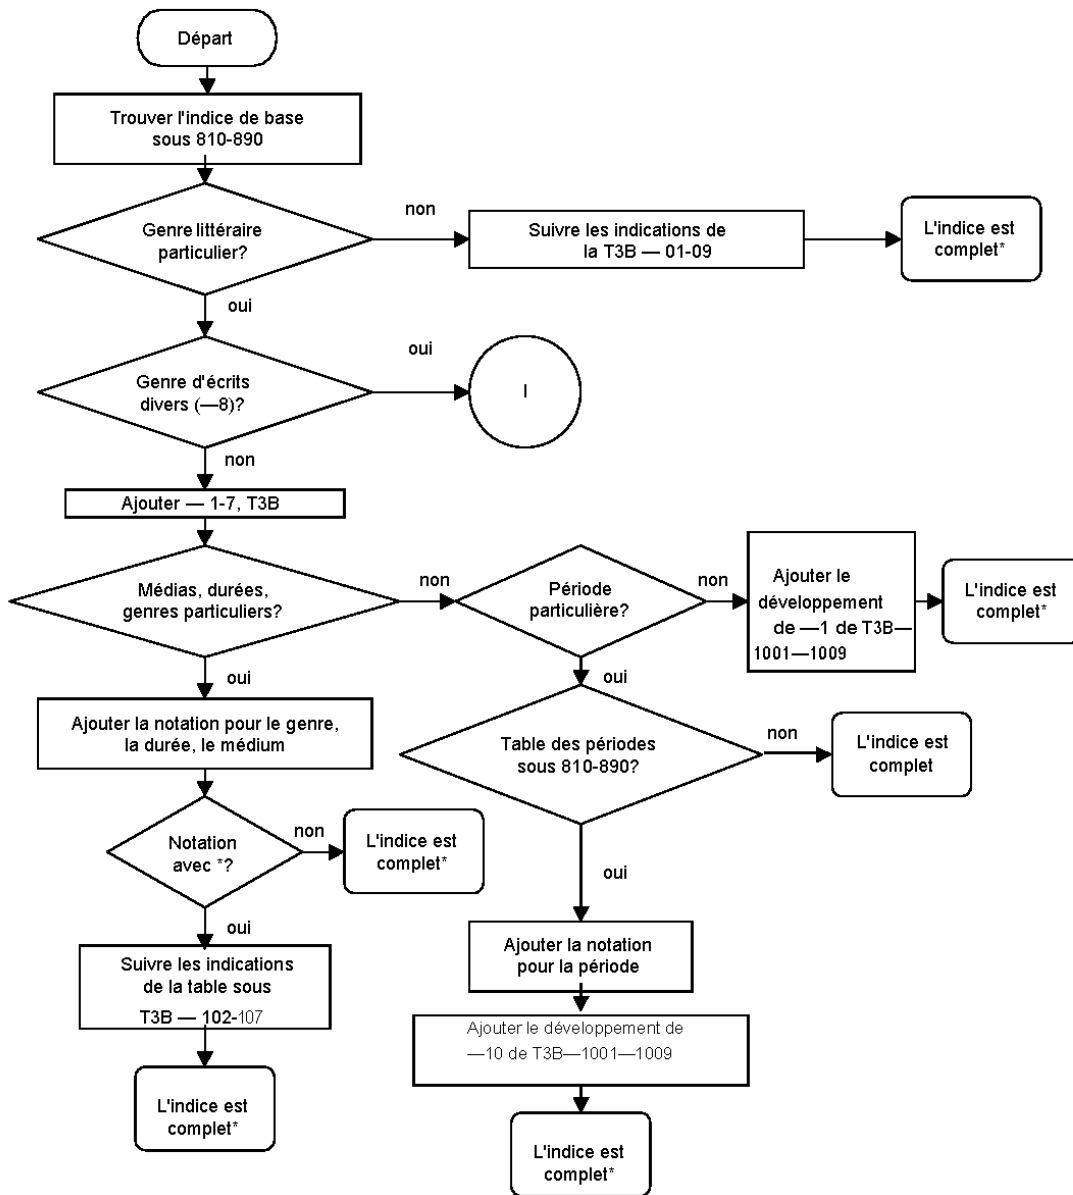 Départ
Trouver l'indice de base
sous 810-890
Genre littéraire
particulier?
non
Suivre les indications de
la T3B — 01-09
L'indice est
complet*
oui
Genre d'écrits
divers (—8)?
oui
I
non
Ajouter — 1-7, T3B
Médias, durées,
genres particuliers?
non
Période
particulière?
non
Ajouter le
développement
de —1 de T3B—
1001—1009
L'indice est
complet*
oui
oui
Ajouter la notation pour le genre,
la durée, le médium
Table des périodes
sous 810-890?
non
L'indice est
complet
Notation
avec *?
non
L'indice est
complet*
oui
oui
Suivre les indications
de la table sous
T3B — 102-107
Ajouter la notation
pour la période
Ajouter le développement de
—10 de T3B—1001—1009
L'indice est
complet*
L'indice est
complet*